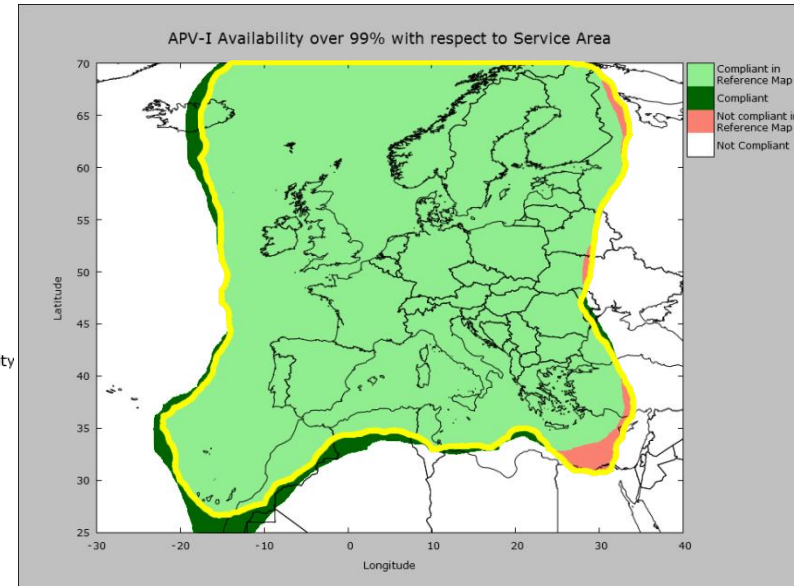 APV-I Availability over 99% with respect to Service Area
Compliant in
Reference Map
Compliant
Not compliant in
Reference Map
Not Compliant
70
65
60
55
50
45
40
35
30
25
Latitude
-30
-20
-10
0
10
20
30
40
Longitude
ity